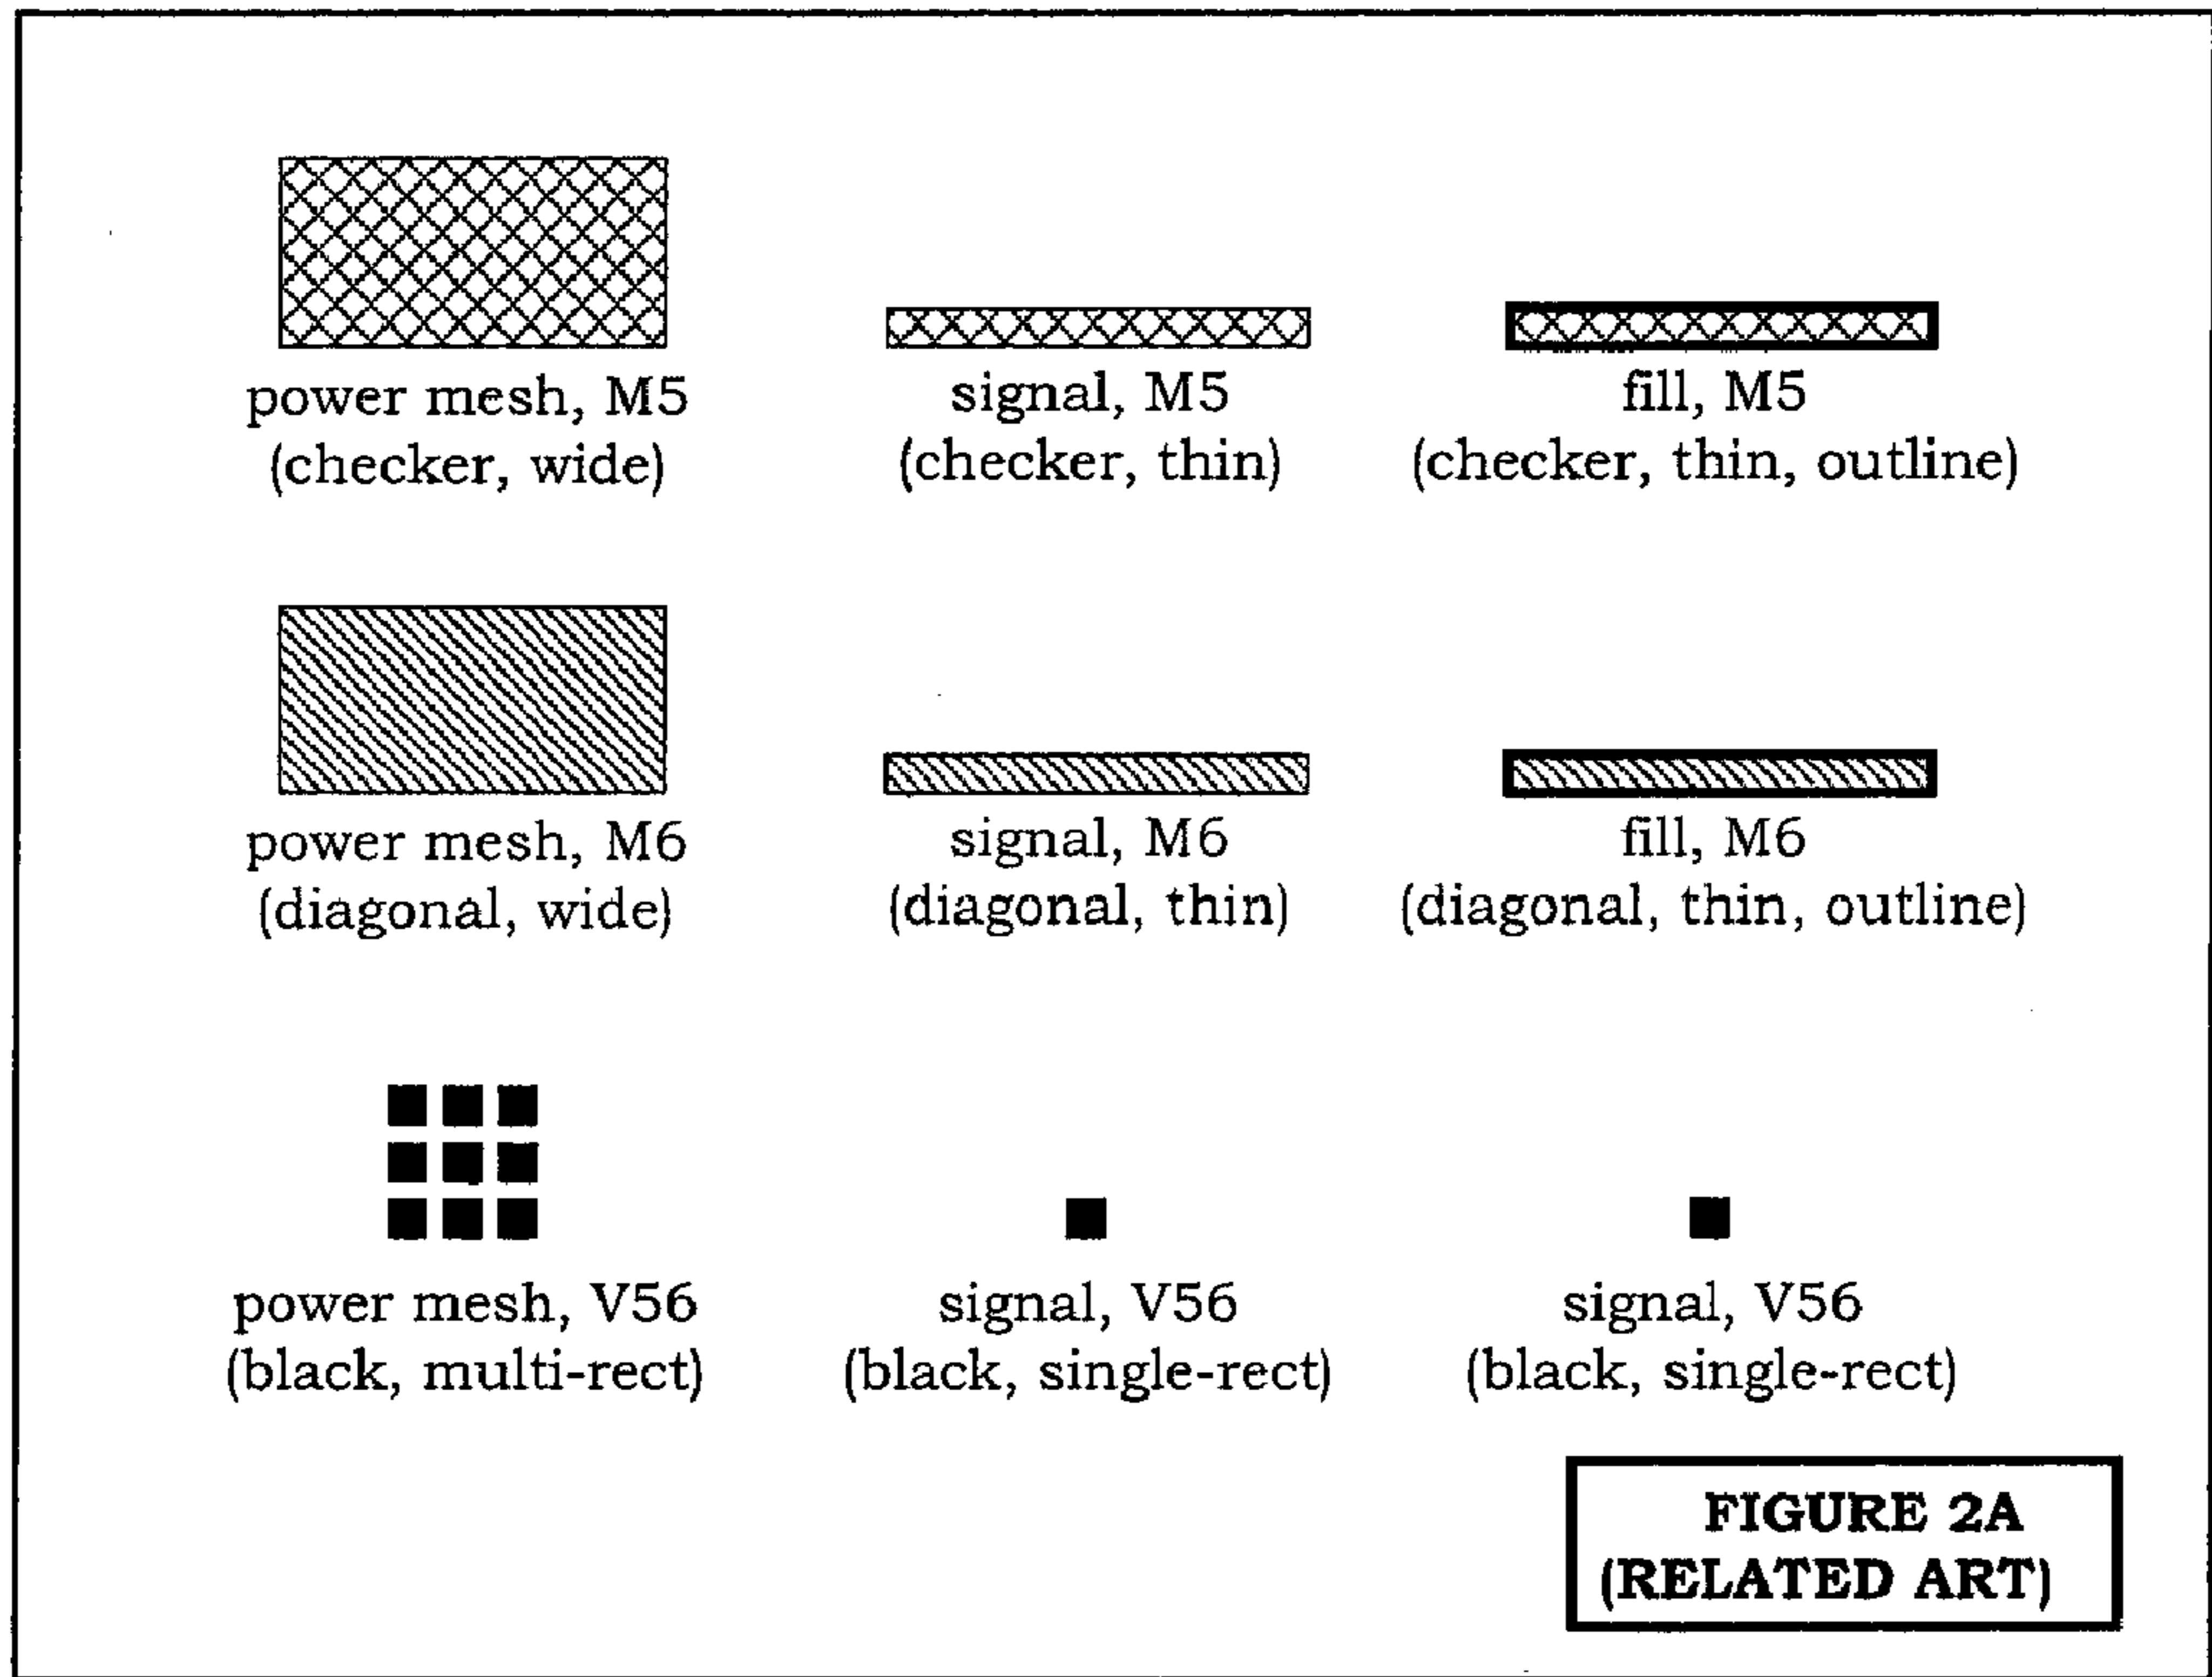 power mesh, M5
(checker, wide)
signal, M5
(checker, thin)
fill, M5
(checker, thin, outline)
power mesh, M6
(diagonal, wide)
signal, M6
(diagonal, thin)
fill, M6
(diagonal, thin, outline)
power mesh, V56
(black, multi-rect)
signal, V56
(black, single-rect)
signal, V56
(black, single-rect)
FIGURE 2A
(RELATED ART)